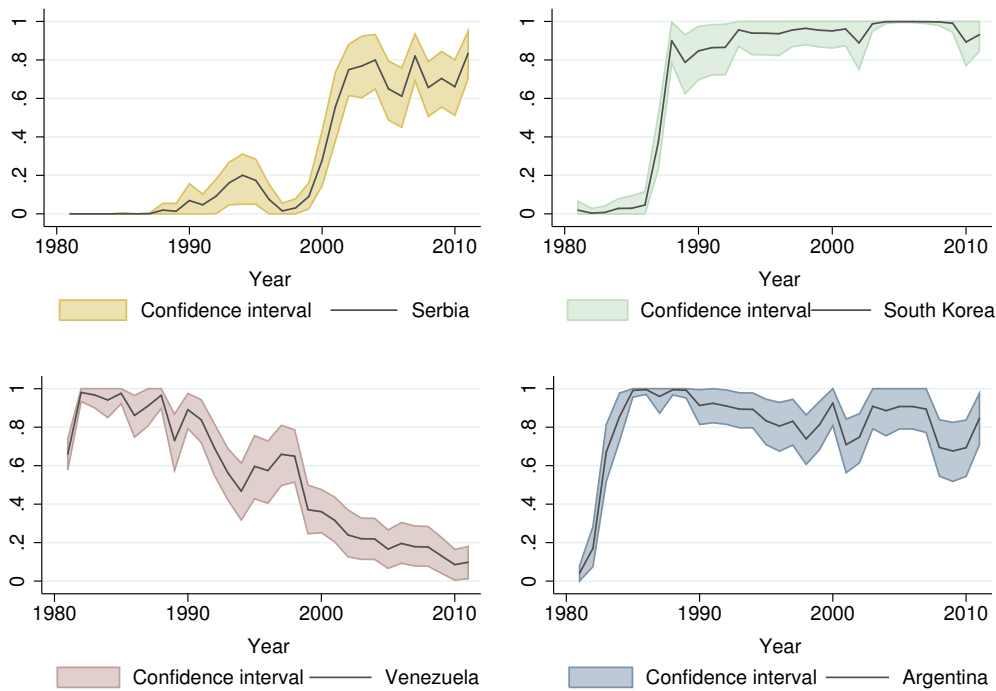 1
.8
.6
.4
.2
0
1980 1990 2000 2010
Year
Confidence interval Serbia
1
.8
.6
.4
.2
0
1980 1990 2000 2010
Year
Confidence interval South Korea
1
.8
.6
.4
.2
0
1980 1990 2000 2010
Year
Confidence interval Venezuela
1
.8
.6
.4
.2
0
1980 1990 2000 2010
Year
Confidence interval Argentina